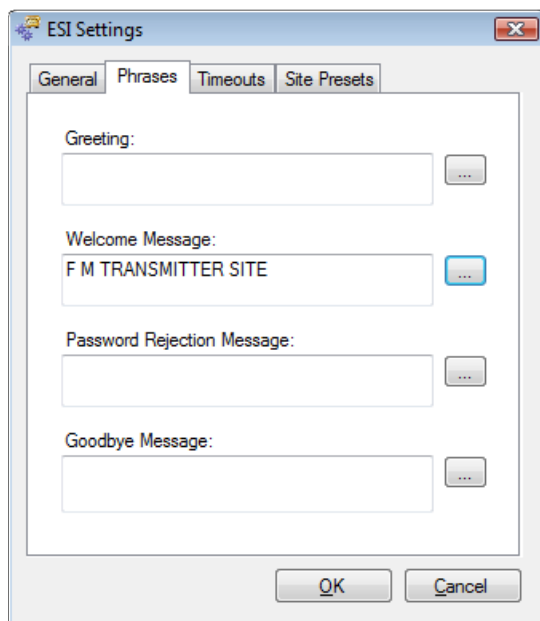 ESI Settings
General Phrases Timeouts Site Presets
Greeting:
...
Welcome Message:
F M TRANSMITTER SITE
...
Password Rejection Message:
...
Goodbye Message:
...
OK Cancel